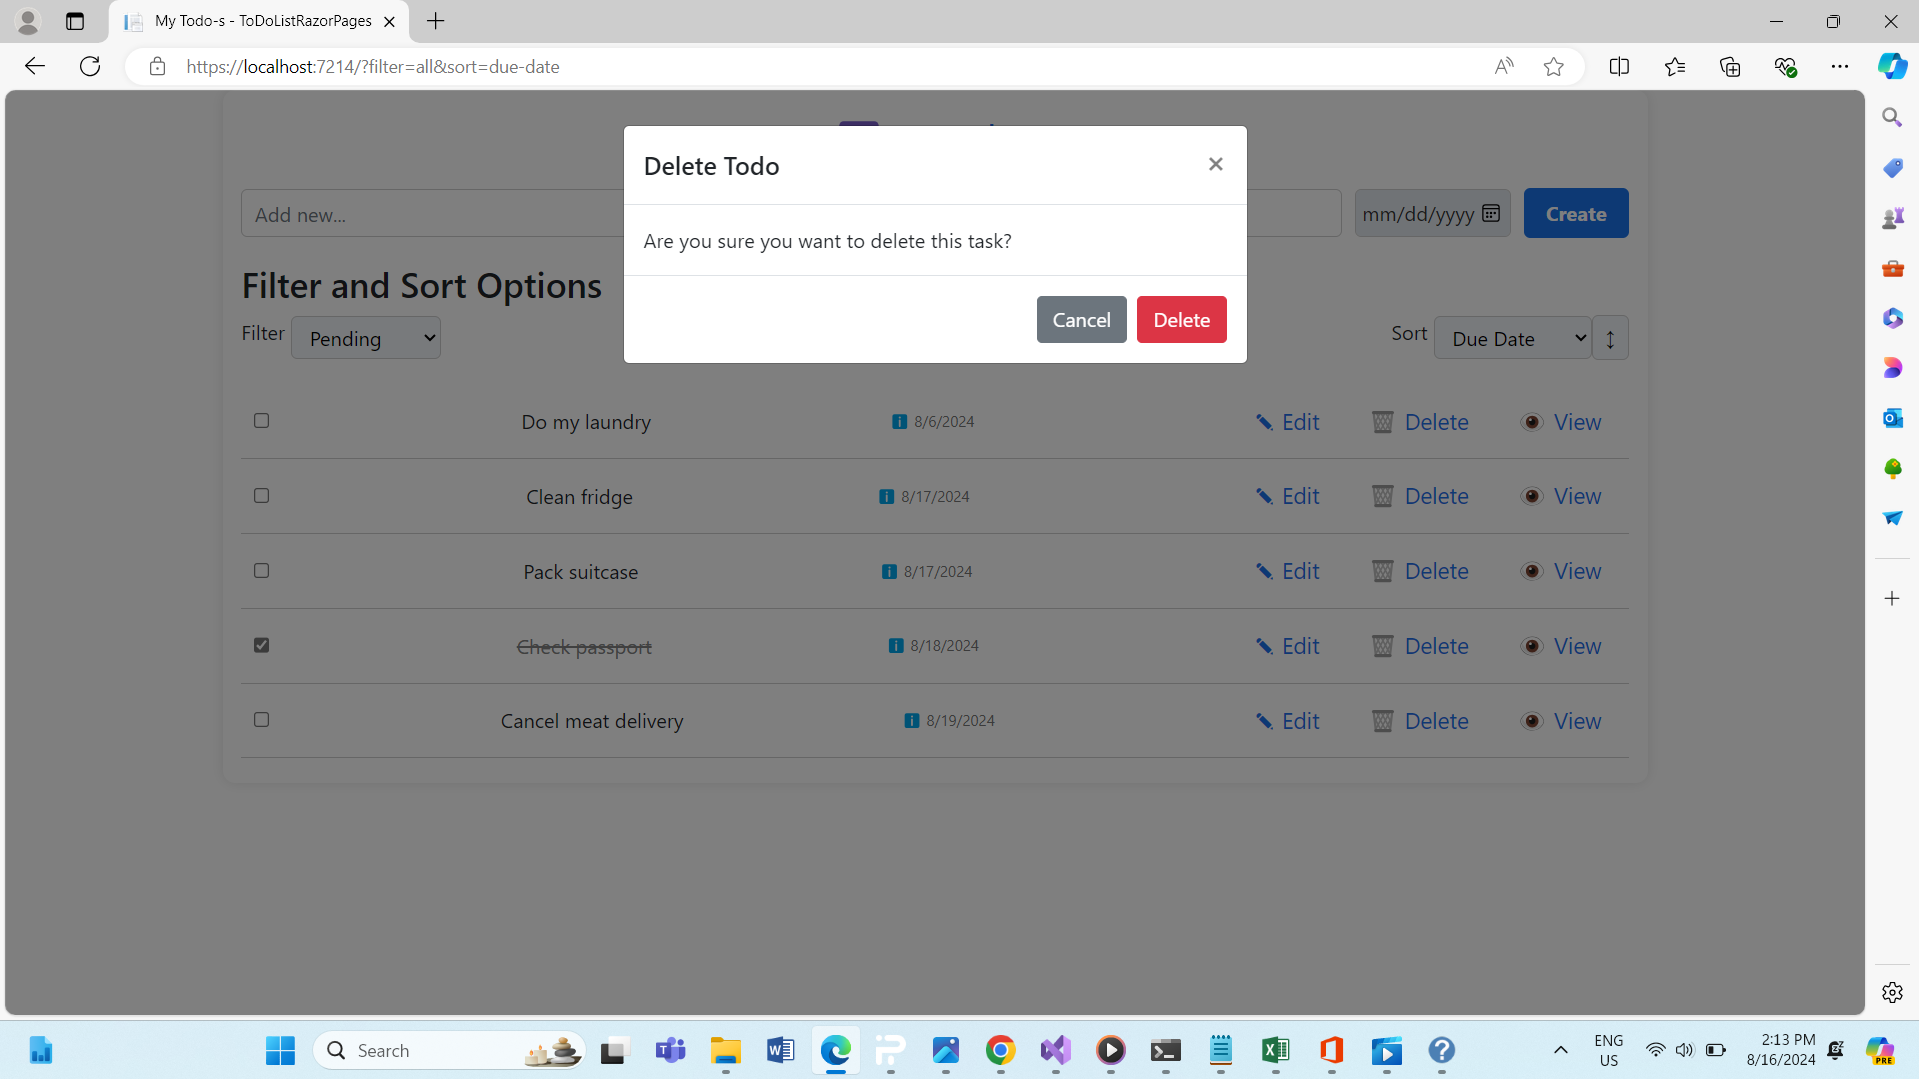 My Todo-s - ToDoListRazorPages
https://localhost:7214/?filter=all&sort=due-date
Delete Todo
Are you sure you want to delete this task?
Cancel Delete
Add new... mm/dd/yyyy Create
Filter and Sort Options
Filter Pending Sort Due Date
Do my laundry 8/6/2024 Edit Delete View
Clean fridge 8/17/2024 Edit Delete View
Pack suitcase 8/17/2024 Edit Delete View
Check passport 8/18/2024 Edit Delete View
Cancel meat delivery 8/19/2024 Edit Delete View
Search
ENG
US
2:13 PM
8/16/2024
PRE